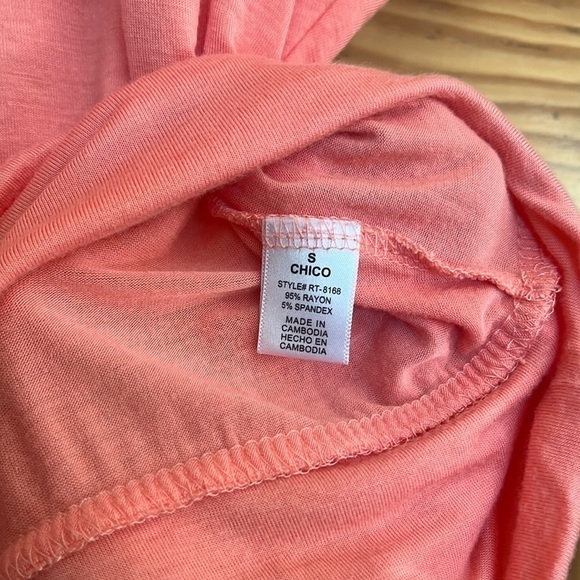 S
CHICO
STYLE# RT-8168
95% RAYON
5% SPANDEX
MADE IN
CAMBODIA
HECHO EN
CAMBODIA